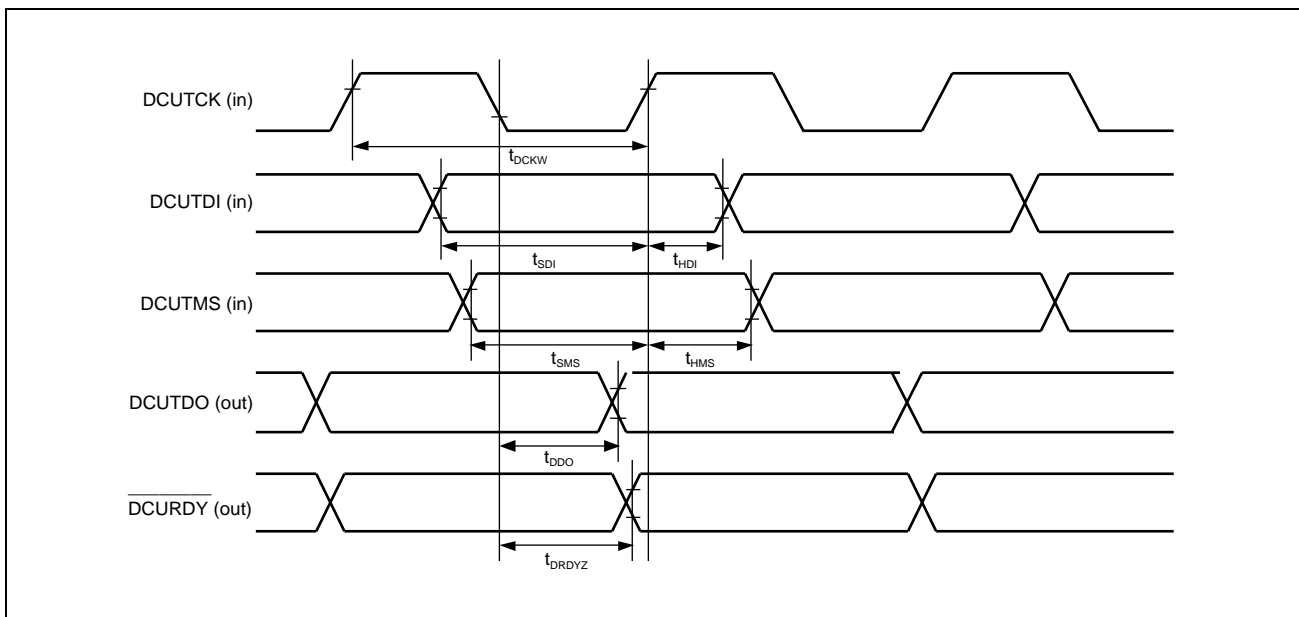 DCUTCK (in)
tDCKW
DCUTDI (in)
tSDI
tHDI
DCUTMS (in)
tSMS
tHMS
DCUTDO (out)
tDDO
DCURDY (out)
tDRDYZ